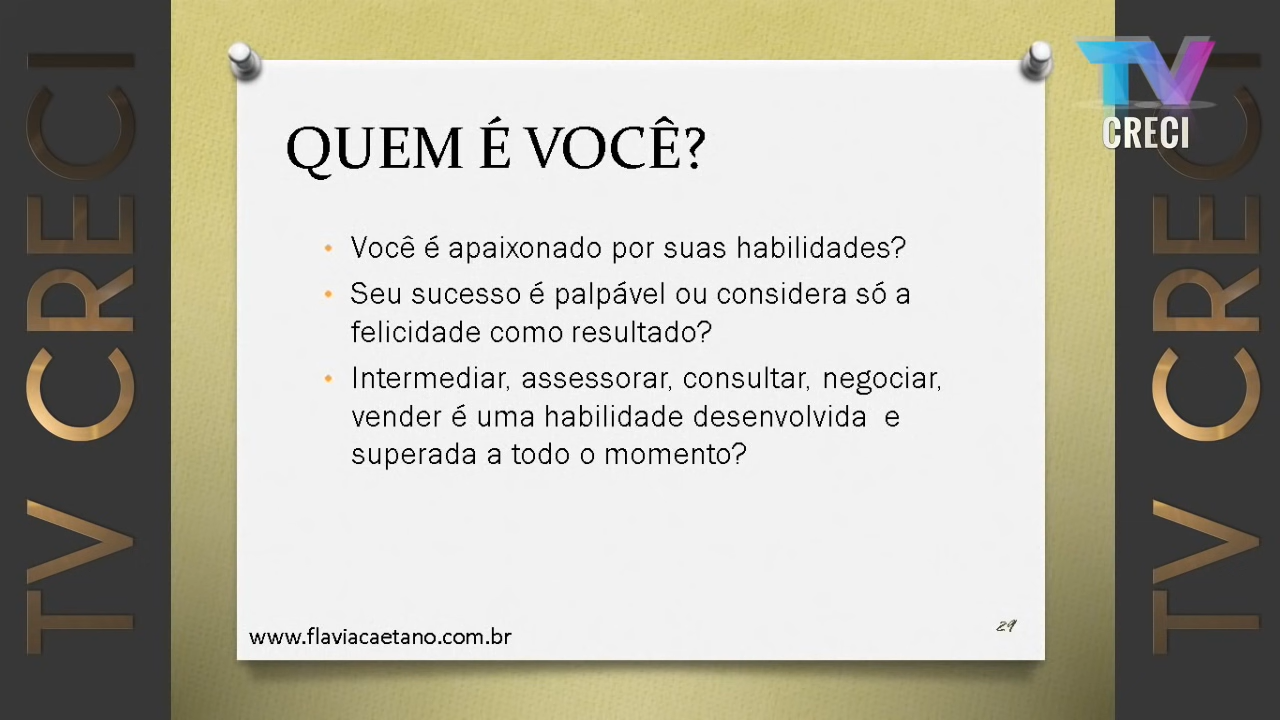 TV CRECI
TV
CRECI
QUEM É VOCÊ?
• Você é apaixonado por suas habilidades?
• Seu sucesso é palpável ou considera só a
felicidade como resultado?
• Intermediar, assessorar, consultar, negociar,
vender é uma habilidade desenvolvida e
superada a todo o momento?
www.flaviacaetano.com.br
29
TV CRECI